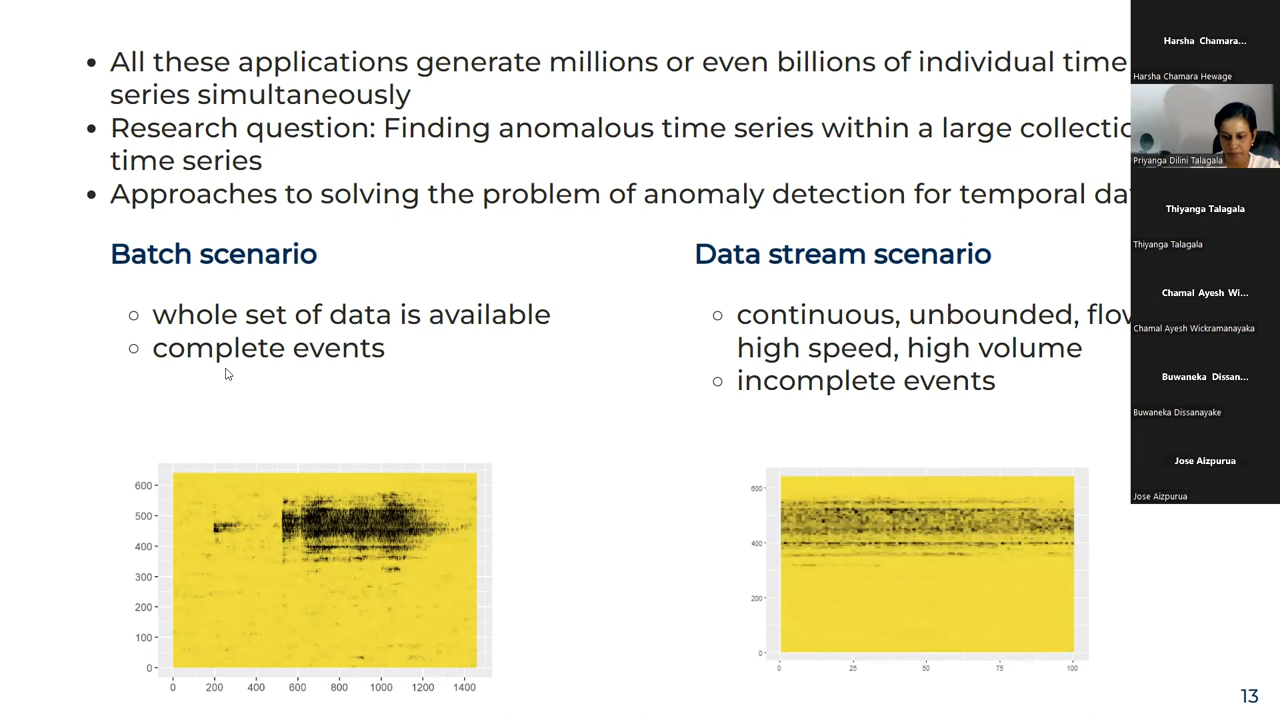 All these applications generate millions or even billions of individual time
series simultaneously
Research question: Finding anomalous time series within a large collectio
time series
Approaches to solving the problem of anomaly detection for temporal da
Batch scenario
whole set of data is available
complete events
Data stream scenario
continuous, unbounded, flow
high speed, high volume
incomplete events
600
500
400
300
200
100
0
0 200 400 600 800 1000 1200 1400
600
400
200
0
0 25 50 75 100
13
Harsha Chamara...
Harsha Chamara Hewage
Priyanga Dilini Talagala
Thiyanga Talagala
Thiyanga Talagala
Chamal Ayesh Wi...
Chamal Ayesh Wickramanayaka
Buwaneka Dissan...
Buwaneka Dissanayake
Jose Aizpurua
Jose Aizpurua